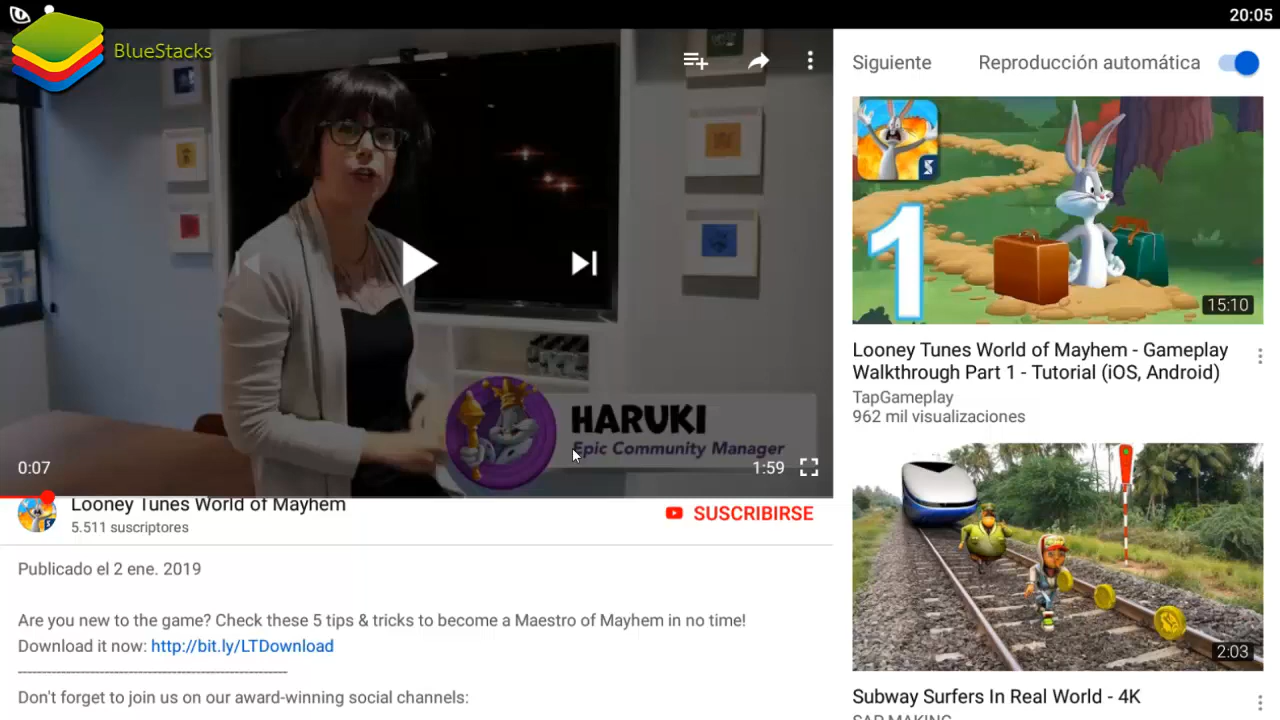 20:05
BlueStacks
Siguiente
Reproducción automática
HARUKI
Epic Community Manager
0:07
1:59
Looney Tunes World of Mayhem
5.511 suscriptores
SUSCRIBIRSE
Publicado el 2 ene. 2019
Are you new to the game? Check these 5 tips & tricks to become a Maestro of Mayhem in no time!
Download it now: http://bit.ly/LTDownload
Don't forget to join us on our award-winning social channels:
1
15:10
Looney Tunes World of Mayhem - Gameplay
Walkthrough Part 1 - Tutorial (iOS, Android)
TapGameplay
962 mil visualizaciones
2:03
Subway Surfers In Real World - 4K
SAP MAKING